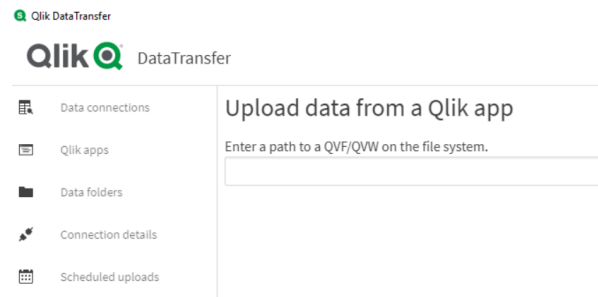 Qlik DataTransfer
Qlik DataTransfer
Data connections
Upload data from a Qlik app
Qlik apps
Enter a path to a QVF/QVW on the file system.
Data folders
Connection details
Scheduled uploads